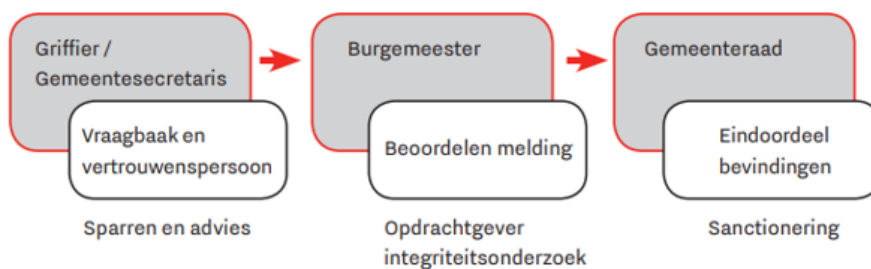 Griffier /
Gemeentesecretaris
Vraagbaak en
vertrouwenspersoon
Sparren en advies
Burgemeester
Beoordelen melding
Opdrachtgever
integriteitsonderzoek
Gemeenteraad
Eindoordeel
bevindingen
Sanctionering